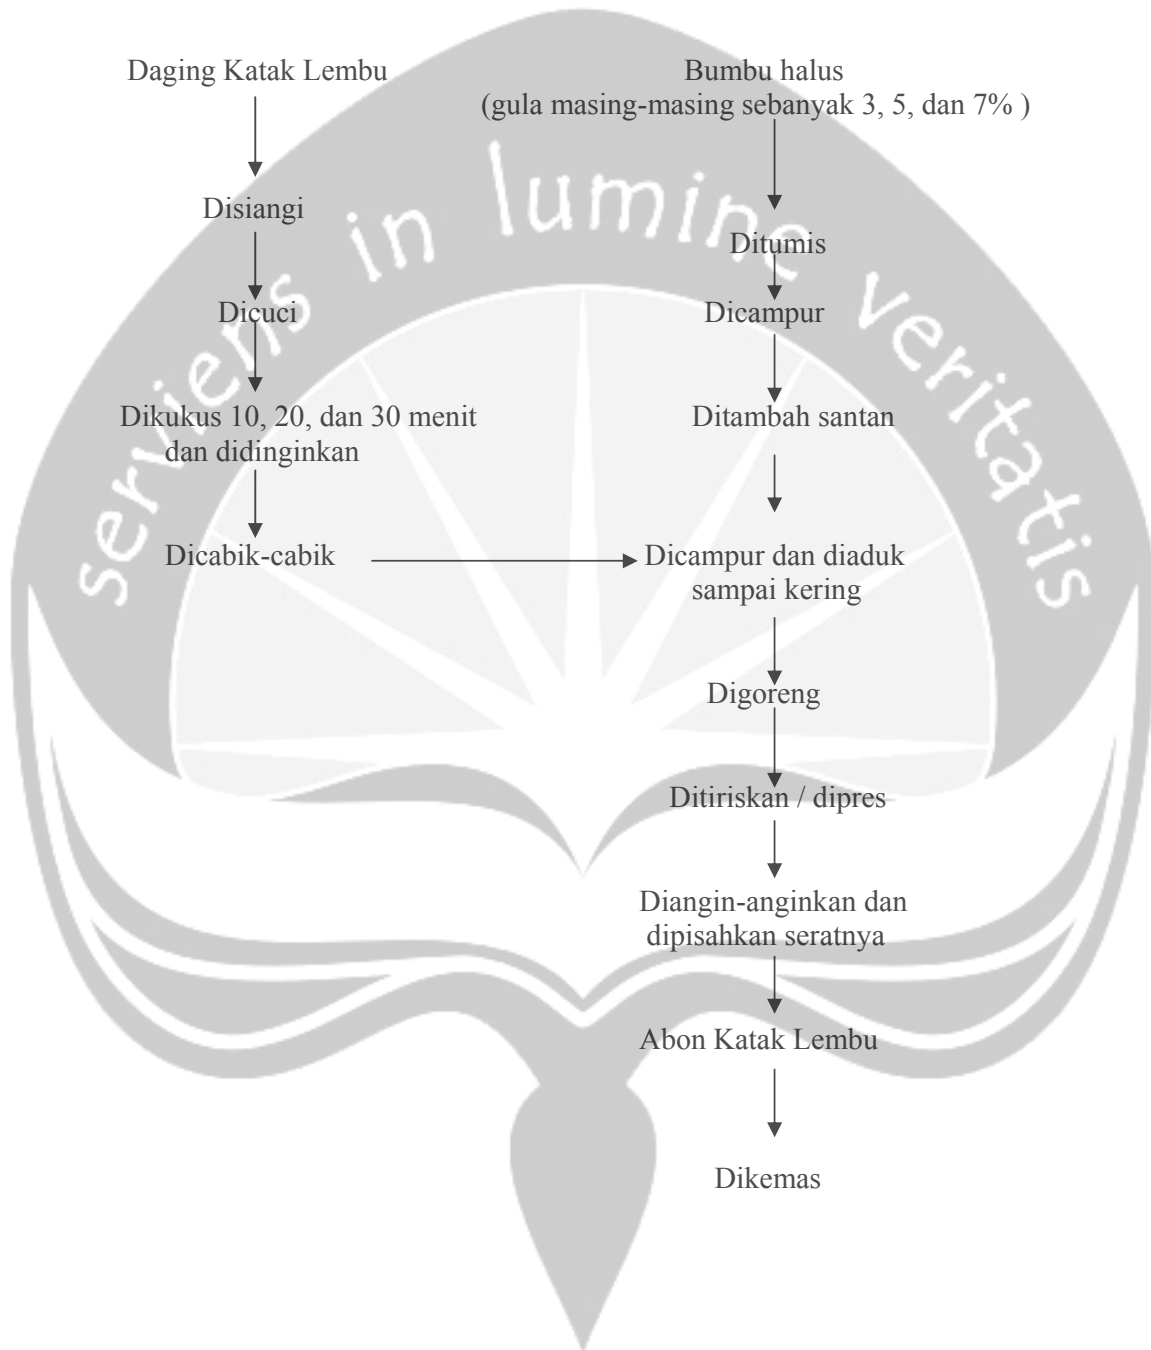 serviens in lumine veritatis
Daging Katak Lembu
Disiangi
Dicuci
Dikukus 10, 20, dan 30 menit
dan didinginkan
Dicabik-cabik
Bumbu halus
(gula masing-masing sebanyak 3, 5, dan 7% )
Ditumis
Dicampur
Ditambah santan
Dicampur dan diaduk
sampai kering
Digoreng
Ditiriskan / dipres
Diangin-anginkan dan
dipisahkan seratnya
Abon Katak Lembu
Dikemas